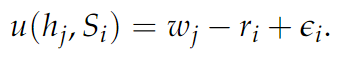 u(h_j, S_i) = w_j − r_i + ϵ_i.